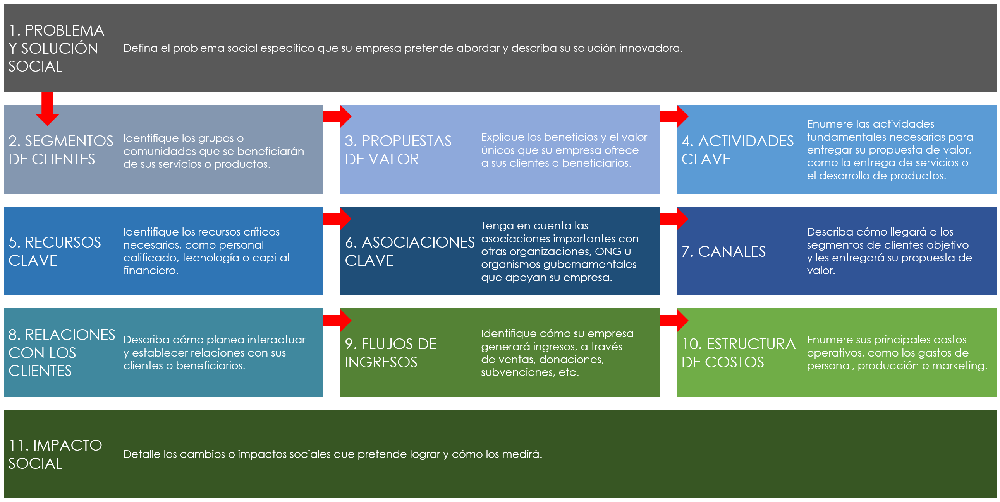 1. PROBLEMA
Y SOLUCIÓN
SOCIAL
Defina el problema social específico que su empresa pretende abordar y describa su solución innovadora.
2. SEGMENTOS
DE CLIENTES
Identifique los grupos o
comunidades que se beneficiarán
de sus servicios o productos.
3. PROPUESTAS
DE VALOR
Explique los beneficios y el valor
únicos que su empresa ofrece
a sus clientes o beneficiarios.
4. ACTIVIDADES
CLAVE
Enumere las actividades
fundamentales necesarias para
entregar su propuesta de valor,
como la entrega de servicios o
el desarrollo de productos.
5. RECURSOS
CLAVE
Identifique los recursos críticos
necesarios, como personal
calificado, tecnología o capital
financiero.
6. ASOCIACIONES
CLAVE
Tenga en cuenta las
asociaciones importantes con
otras organizaciones, ONG u
organismos gubernamentales
que apoyan su empresa.
7. CANALES
Describa cómo llegará a los
segmentos de clientes objetivo
y les entregará su propuesta de
valor.
8. RELACIONES
CON LOS
CLIENTES
Describa cómo planea interactuar
y establecer relaciones con sus
clientes o beneficiarios.
9. FLUJOS DE
INGRESOS
Identifique cómo su empresa
generará ingresos, a través
de ventas, donaciones,
subvenciones, etc.
10. ESTRUCTURA
DE COSTOS
Enumere sus principales costos
operativos, como los gastos de
personal, producción o marketing.
11. IMPACTO
SOCIAL
Detalle los cambios o impactos sociales que pretende lograr y cómo los medirá.